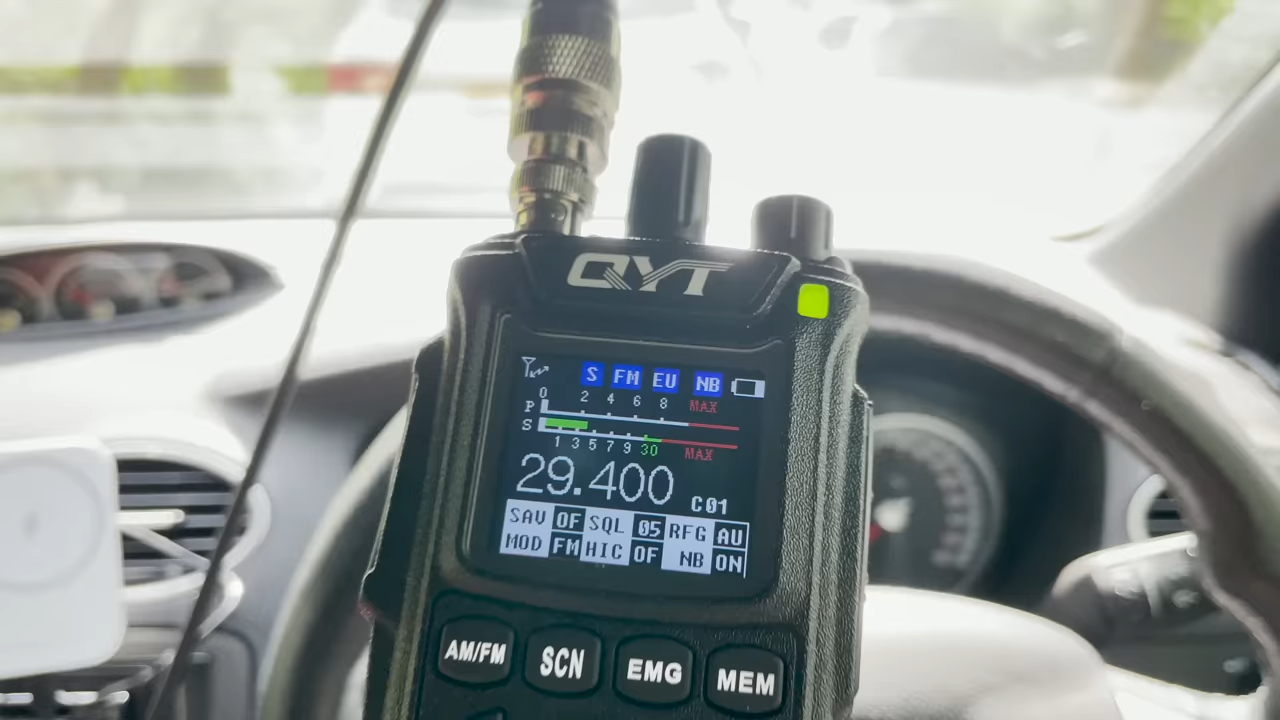 QYT
S FM EU NB
0 2 4 6 8 MAX
P
S
1 3 5 7 9 30 MAX
29.400 C01
SAV OF SQL 05 RFG AU
MOD FM HIC OF NB ON
AM/FM SCN EMG MEM